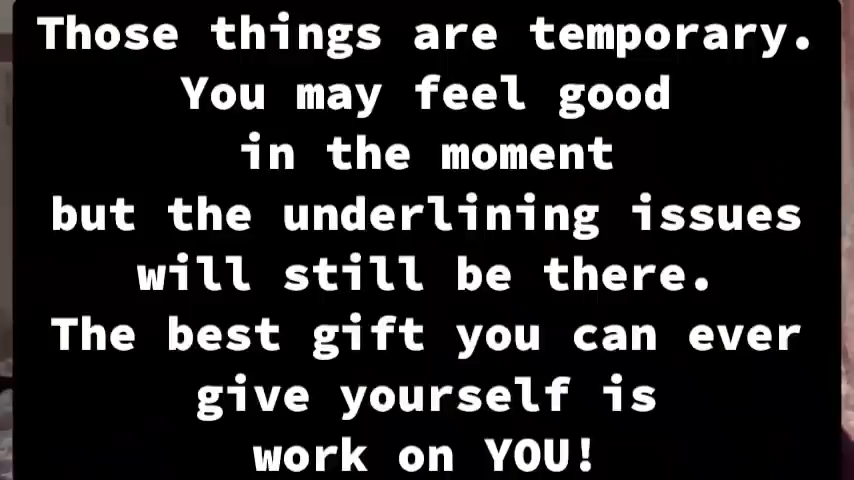 Those things are temporary.
You may feel good
in the moment
but the underlining issues
will still be there.
The best gift you can ever
give yourself is
work on YOU!